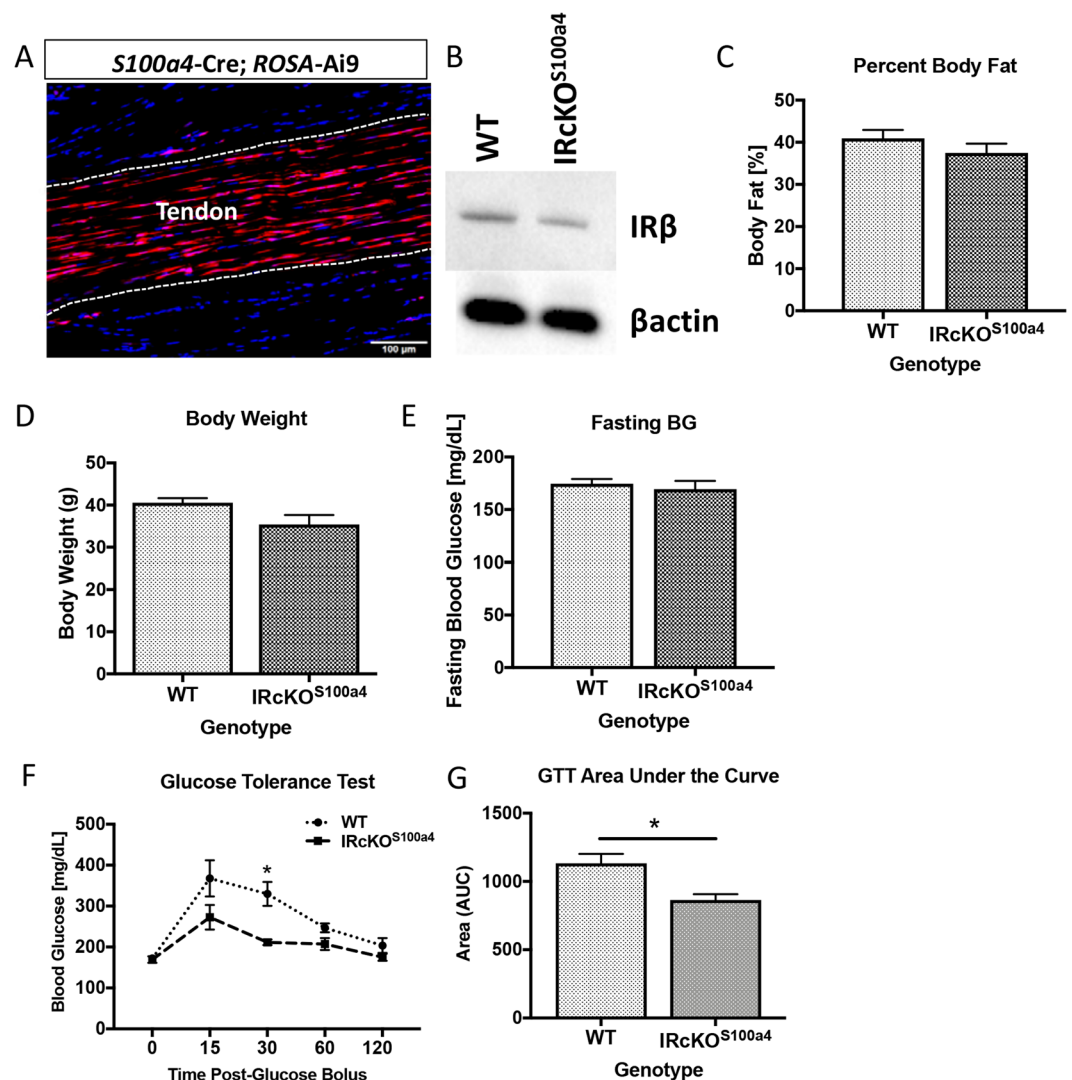 A
S100a4-Cre; ROSA-Ai9
Tendon
100 µm
B
WT
IRcKO^S100a4
IRβ
βactin
C
Percent Body Fat
Body Fat [%]
50
40
30
20
10
0
WT
IRcKO^S100a4
Genotype
D
Body Weight
Body Weight (g)
50
40
30
20
10
0
WT
IRcKO^S100a4
Genotype
E
Fasting BG
Fasting Blood Glucose [mg/dL]
200
150
100
50
0
WT
IRcKO^S100a4
Genotype
F
Glucose Tolerance Test
WT
IRcKO^S100a4
Blood Glucose [mg/dL]
500
400
300
200
100
0
*
0 15 30 60 120
Time Post-Glucose Bolus
G
GTT Area Under the Curve
Area (AUC)
1500
1000
500
0
*
WT
IRcKO^S100a4
Genotype